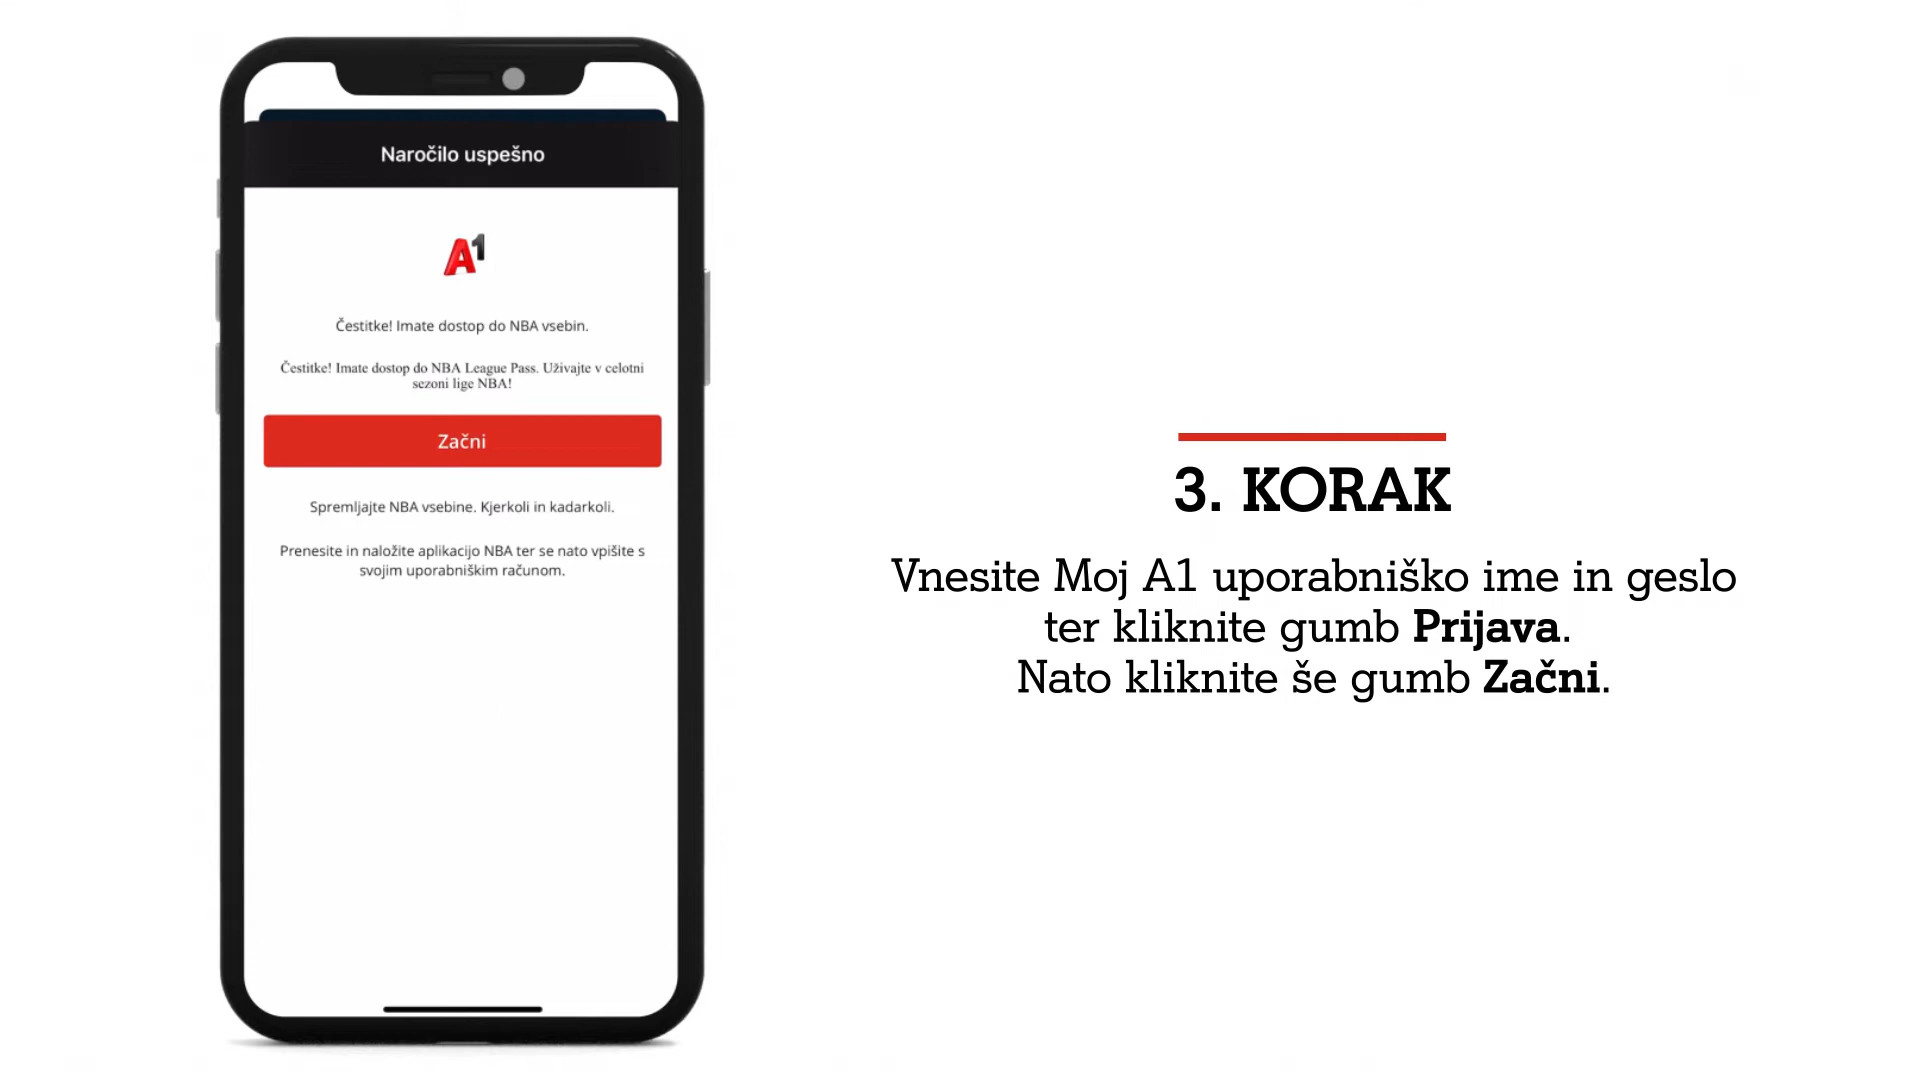 Naročilo uspešno
A1
Čestitke! Imate dostop do NBA vsebin.
Čestitke! Imate dostop do NBA League Pass. Uživajte v celotni
sezoni lige NBA!
Začni
Spremljajte NBA vsebine. Kjerkoli in kadarkoli.
Prenesite in naložite aplikacijo NBA ter se nato vpišite s
svojim uporabniškim računom.
3. KORAK
Vnesite Moj A1 uporabniško ime in geslo
ter kliknite gumb Prijava.
Nato kliknite še gumb Začni.